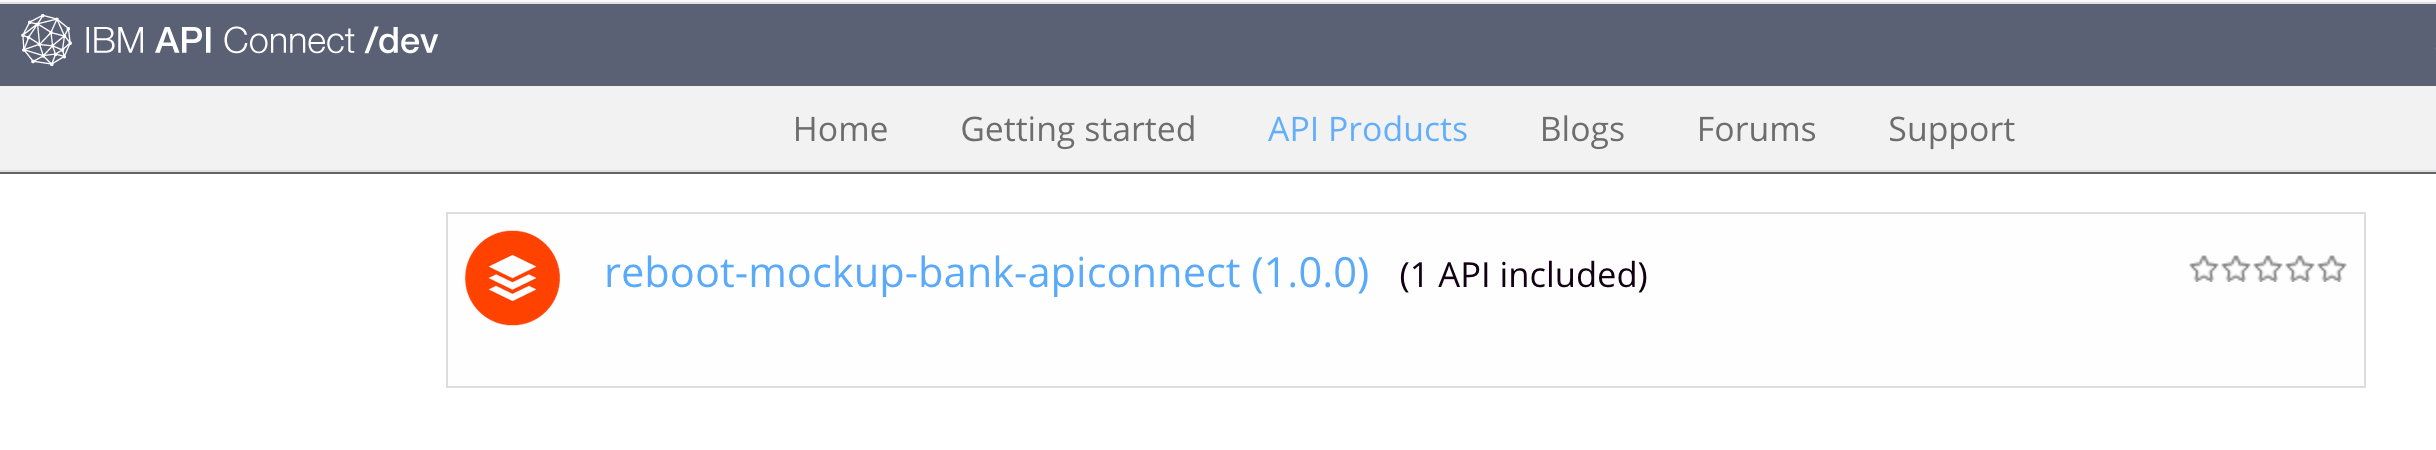 IBM API Connect /dev
Home Getting started API Products Blogs Forums Support
reboot-mockup-bank-apiconnect (1.0.0) (1 API included)